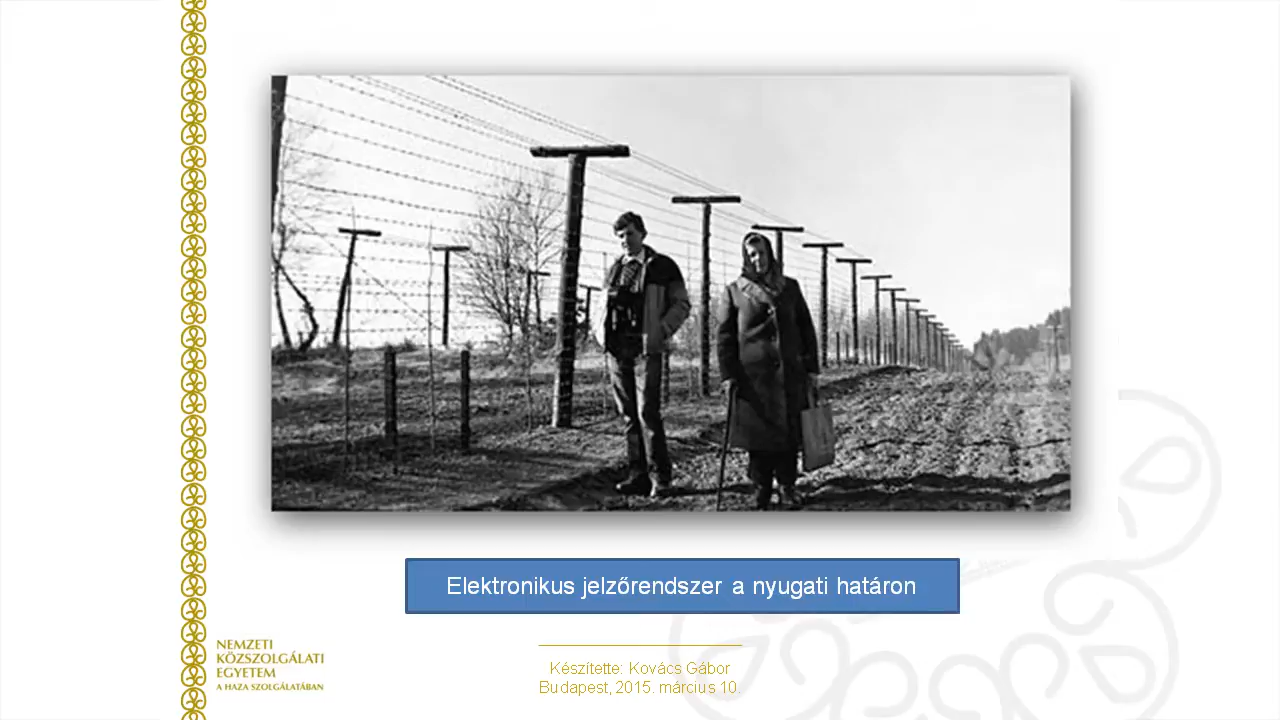 Elektronikus jelzőrendszer a nyugati határon
NEMZETI
KÖZSZOLGÁLATI
EGYETEM
A HAZA SZOLGÁLATÁBAN
Készítette: Kovács Gábor
Budapest, 2015. március 10.